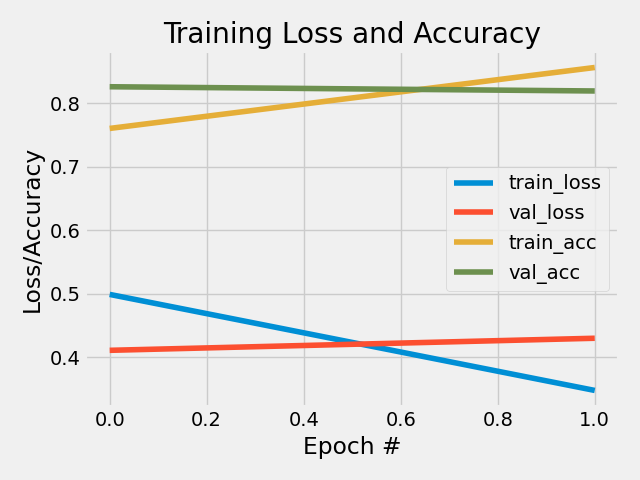 Training Loss and Accuracy
Loss/Accuracy
0.8
0.7
0.6
0.5
0.4
train_loss
val_loss
train_acc
val_acc
0.0 0.2 0.4 0.6 0.8 1.0
Epoch #